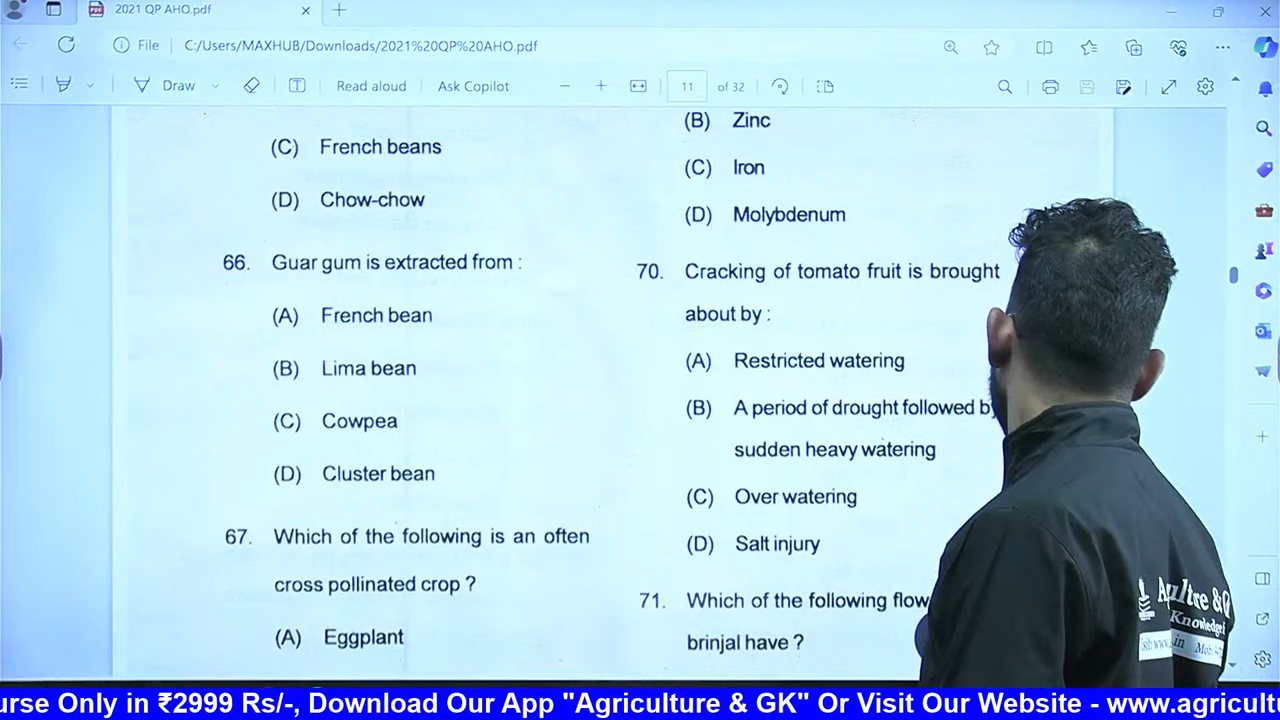 2021 QP AHO.pdf
File
C:/Users/MAXHUB/Downloads/2021%20QP%20AHO.pdf
Draw
Read aloud
Ask Copilot
11 of 32
(C) French beans
(D) Chow-chow
66. Guar gum is extracted from :
(A) French bean
(B) Lima bean
(C) Cowpea
(D) Cluster bean
67. Which of the following is an often
cross pollinated crop ?
(A) Eggplant
(B) Zinc
(C) Iron
(D) Molybdenum
70. Cracking of tomato fruit is brought
about by :
(A) Restricted watering
(B) A period of drought followed by
sudden heavy watering
(C) Over watering
(D) Salt injury
71. Which of the following flow
brinjal have ?
urse Only in ₹2999 Rs/-, Download Our App "Agriculture & GK" Or Visit Our Website - www.agricultu